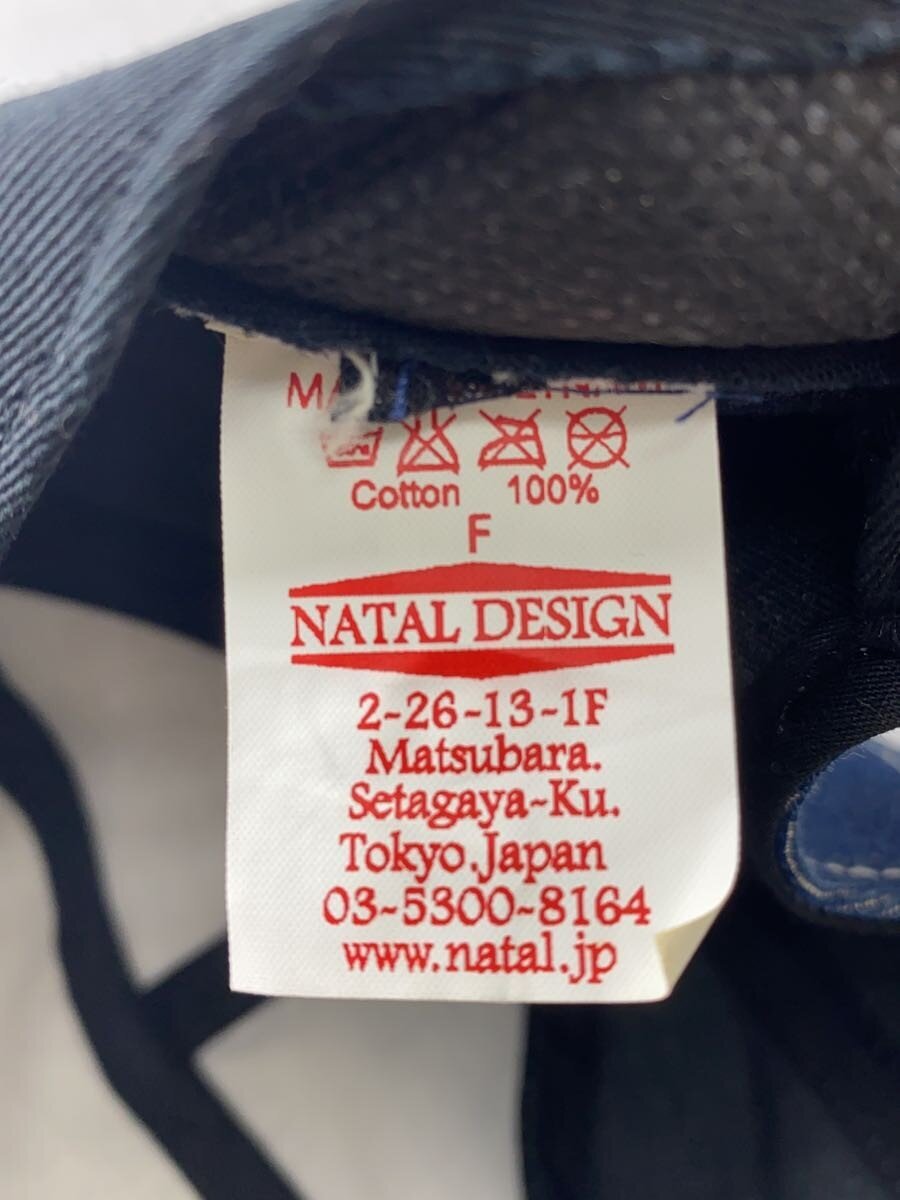 Cotton 100%
F
NATAL DESIGN
2-26-13-1F
Matsubara.
Setagaya-Ku.
Tokyo.Japan
03-5300-8164
www.natal.jp